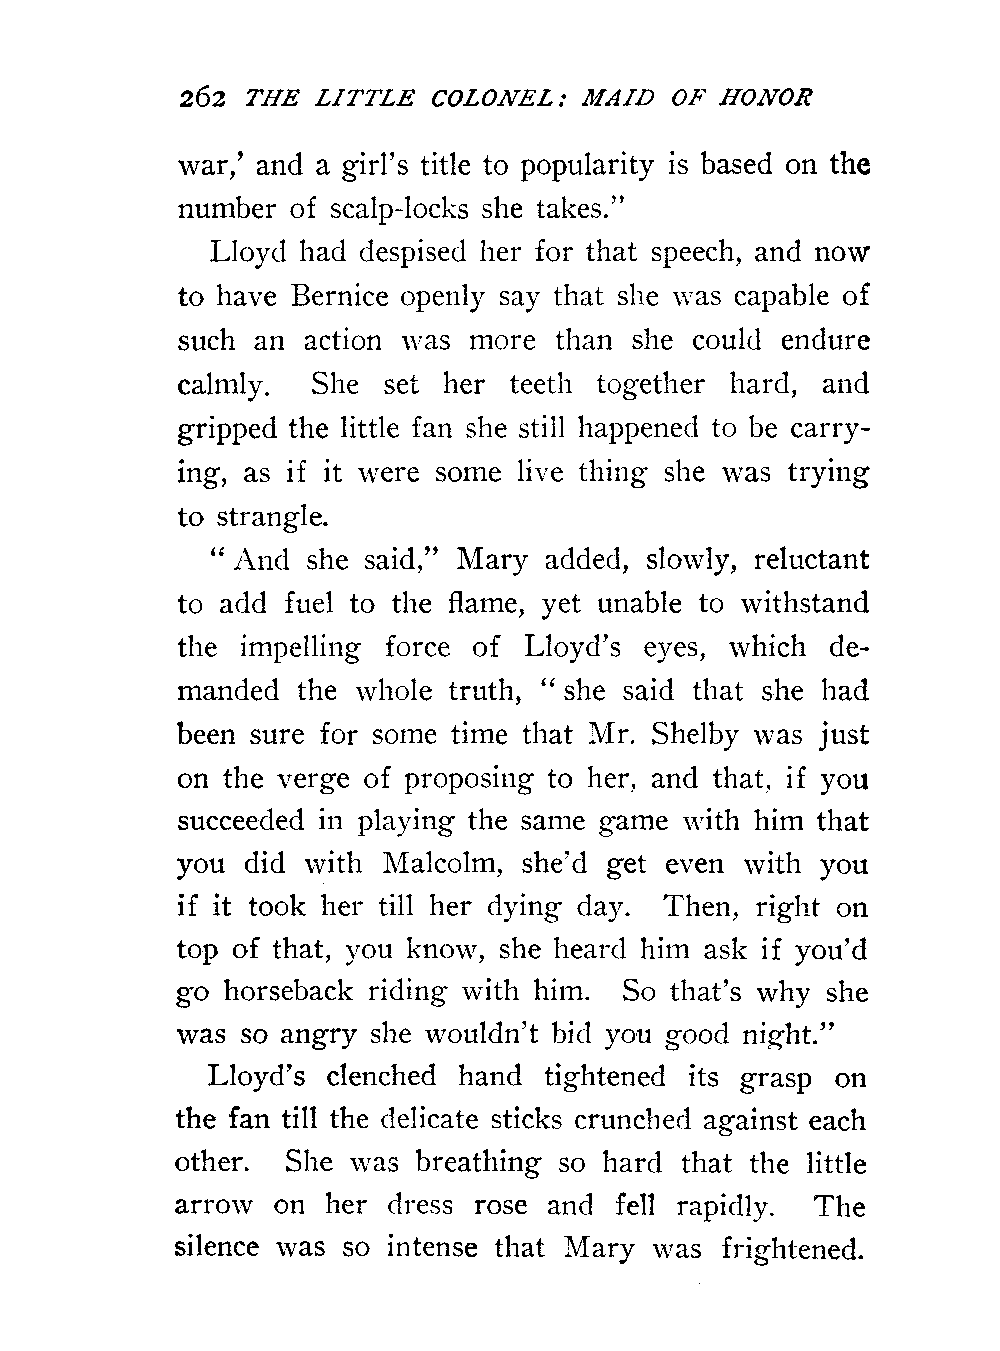 262 THE LITTLE COLONEL: MAID OF HONOR
war,' and a girl's title to popularity is based on the
number of scalp-locks she takes."
Lloyd had despised her for that speech, and now
to have Bernice openly say that she was capable of
such an action was more than she could endure
calmly. She set her teeth together hard, and
gripped the little fan she still happened to be carry-
ing, as if it were some live thing she was trying
to strangle.
"And she said," Mary added, slowly, reluctant
to add fuel to the flame, yet unable to withstand
the impelling force of Lloyd's eyes, which de-
manded the whole truth, "she said that she had
been sure for some time that Mr. Shelby was just
on the verge of proposing to her, and that, if you
succeeded in playing the same game with him that
you did with Malcolm, she'd get even with you
if it took her till her dying day. Then, right on
top of that, you know, she heard him ask if you'd
go horseback riding with him. So that's why she
was so angry she wouldn't bid you good night."
Lloyd's clenched hand tightened its grasp on
the fan till the delicate sticks crunched against each
other. She was breathing so hard that the little
arrow on her dress rose and fell rapidly. The
silence was so intense that Mary was frightened.